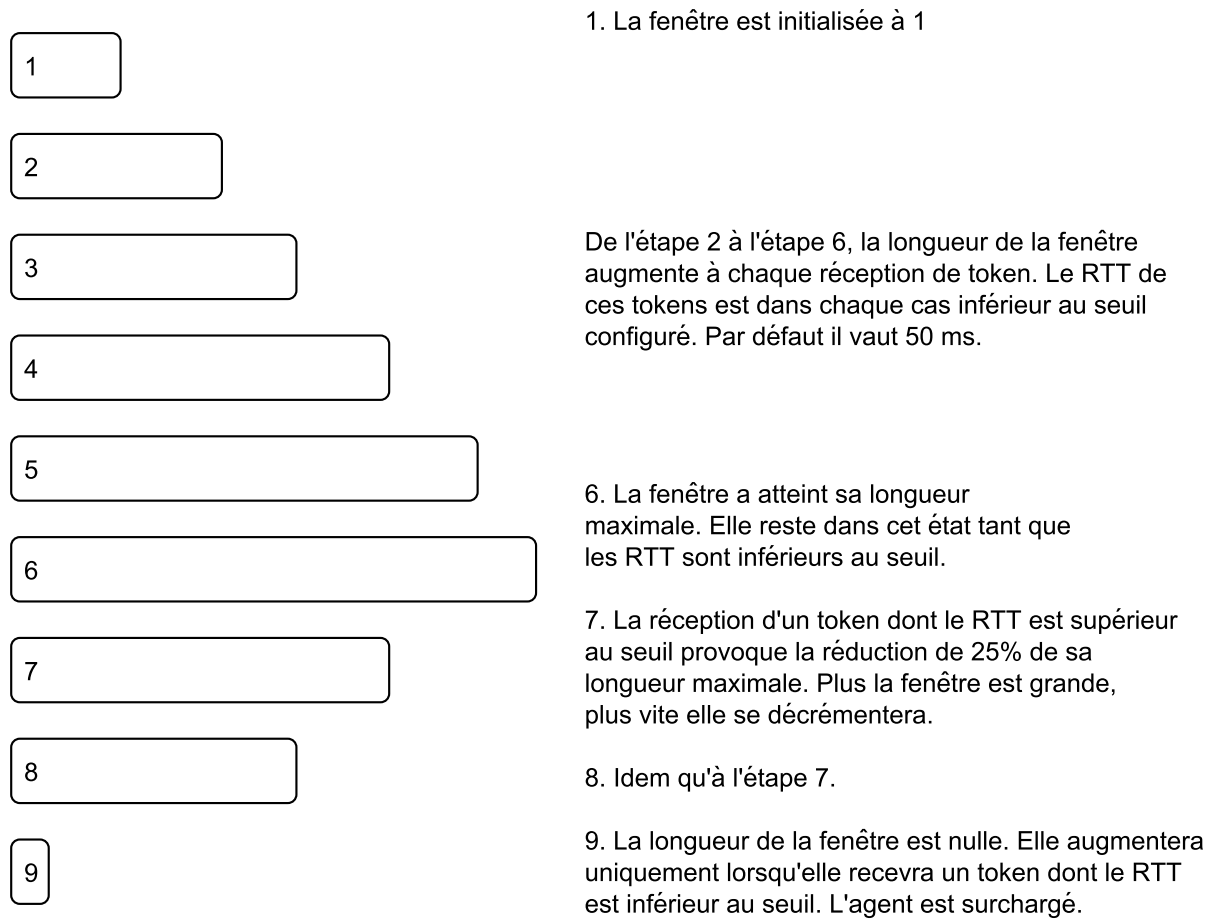 1. La fenêtre est initialisée à 1
1
2
De l'étape 2 à l'étape 6, la longueur de la fenêtre
augmente à chaque réception de token. Le RTT de
ces tokens est dans chaque cas inférieur au seuil
configuré. Par défaut il vaut 50 ms.
3
4
5
6. La fenêtre a atteint sa longueur
maximale. Elle reste dans cet état tant que
les RTT sont inférieurs au seuil.
6
7. La réception d'un token dont le RTT est supérieur
au seuil provoque la réduction de 25% de sa
longueur maximale. Plus la fenêtre est grande,
plus vite elle se décrémentera.
7
8. Idem qu'à l'étape 7.
8
9. La longueur de la fenêtre est nulle. Elle augmentera
uniquement lorsqu'elle recevra un token dont le RTT
est inférieur au seuil. L'agent est surchargé.
9